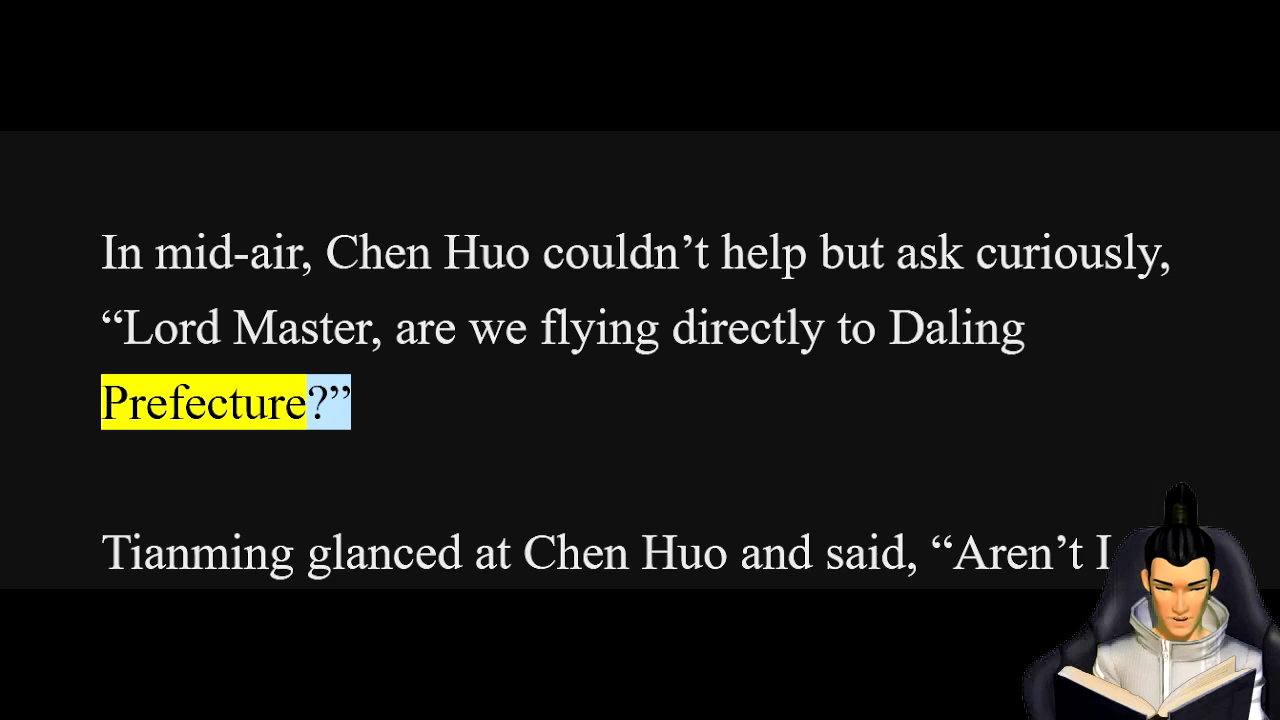 In mid-air, Chen Huo couldn’t help but ask curiously,
“Lord Master, are we flying directly to Daling
Prefecture?”
Tianming glanced at Chen Huo and said, “Aren’t I